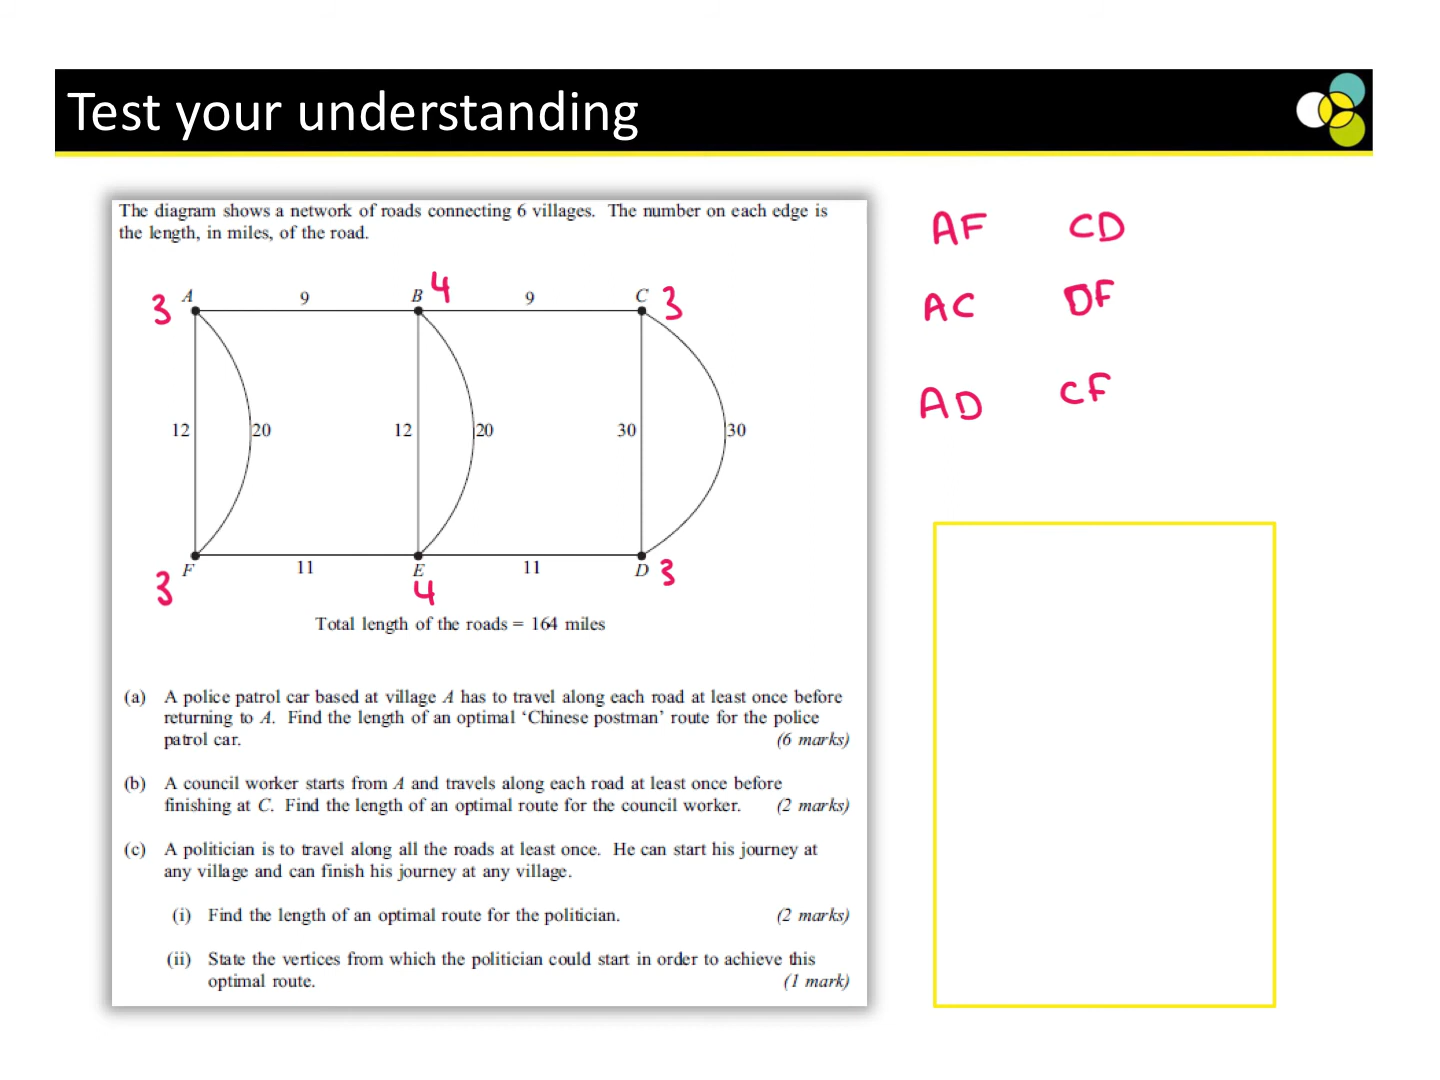 Test your understanding
The diagram shows a network of roads connecting 6 villages. The number on each edge is
the length, in miles, of the road.
3 A 9 B 4 9 C 3
12 20 12 20 30 30
3 F 11 E 4 11 D 3
Total length of the roads = 164 miles
(a) A police patrol car based at village A has to travel along each road at least once before
returning to A. Find the length of an optimal ‘Chinese postman’ route for the police
patrol car. (6 marks)
(b) A council worker starts from A and travels along each road at least once before
finishing at C. Find the length of an optimal route for the council worker. (2 marks)
(c) A politician is to travel along all the roads at least once. He can start his journey at
any village and can finish his journey at any village.
(i) Find the length of an optimal route for the politician. (2 marks)
(ii) State the vertices from which the politician could start in order to achieve this
optimal route. (1 mark)
AF CD
AC DF
AD CF